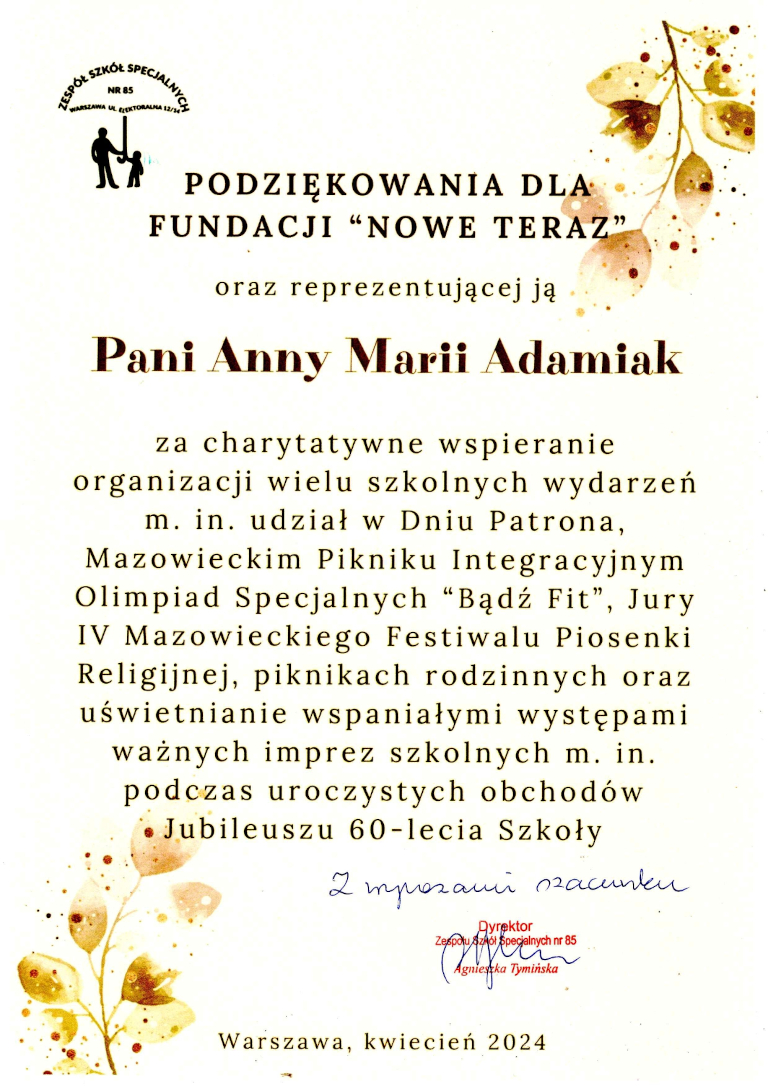 ZESPÓŁ SZKÓŁ SPECJALNYCH
NR 85
WARSZAWA UL. ELEKTORALNA 12/14
PODZIĘKOWANIA DLA
FUNDACJI “NOWE TERAZ”
oraz reprezentującej ją
Pani Anny Marii Adamiak
za charytatywne wspieranie
organizacji wielu szkolnych wydarzeń
m. in. udział w Dniu Patrona,
Mazowieckim Pikniku Integracyjnym
Olimpiad Specjalnych “Bądź Fit”, Jury
IV Mazowieckiego Festiwalu Piosenki
Religijnej, piknikach rodzinnych oraz
uświetnianie wspaniałymi występami
ważnych imprez szkolnych m. in.
podczas uroczystych obchodów
Jubileuszu 60-lecia Szkoły
Z wyrazami szacunku
Dyrektor
Zespołu Szkół Specjalnych nr 85
Agnieszka Tymińska
Warszawa, kwiecień 2024